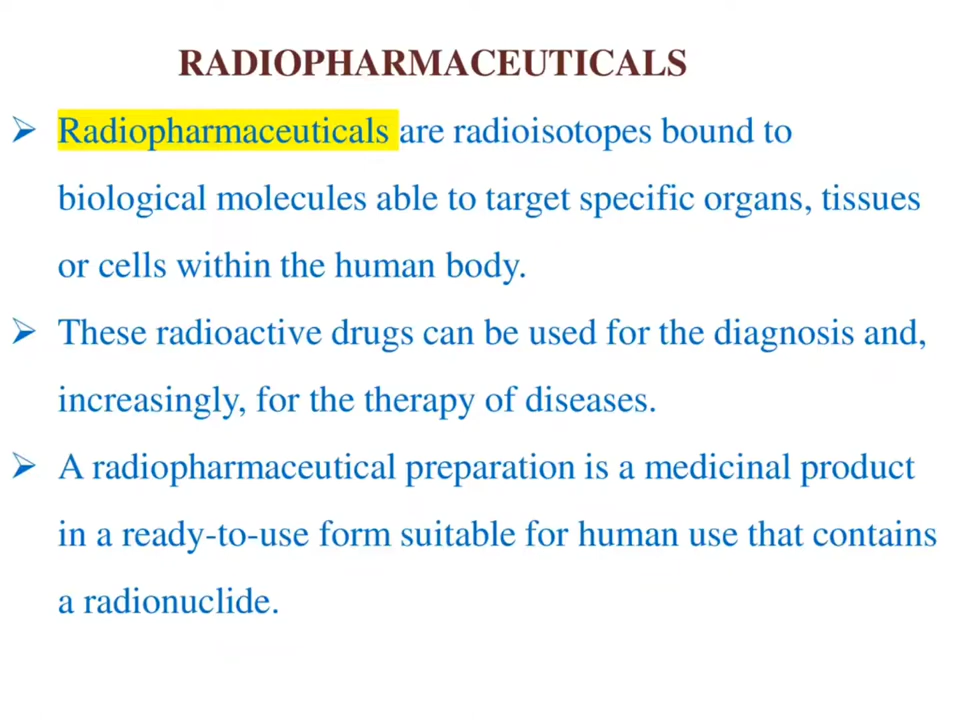 RADIOPHARMACEUTICALS
➢ Radiopharmaceuticals are radioisotopes bound to
biological molecules able to target specific organs, tissues
or cells within the human body.
➢ These radioactive drugs can be used for the diagnosis and,
increasingly, for the therapy of diseases.
➢ A radiopharmaceutical preparation is a medicinal product
in a ready-to-use form suitable for human use that contains
a radionuclide.